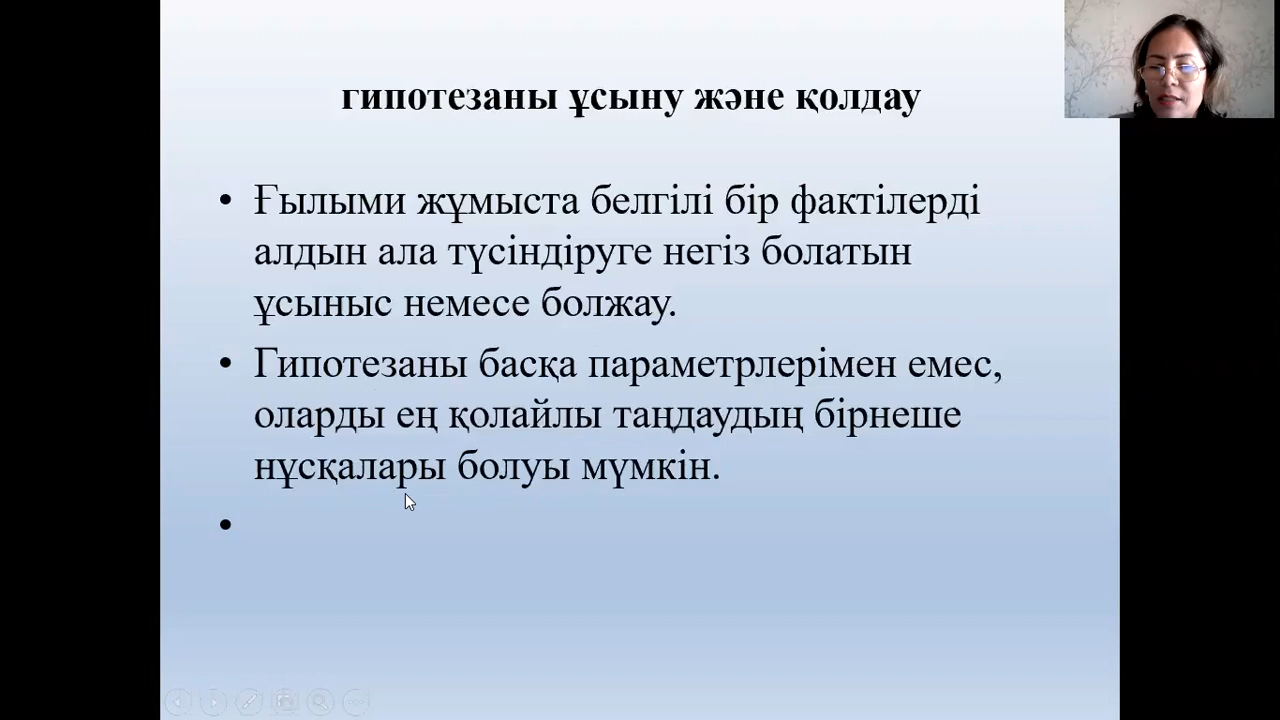 гипотезаны ұсыну және қолдау
• Ғылыми жұмыста белгілі бір фактілерді
алдын ала түсіндіруге негіз болатын
ұсыныс немесе болжау.
• Гипотезаны басқа параметрлерімен емес,
оларды ең қолайлы таңдаудың бірнеше
нұсқалары болуы мүмкін.
•